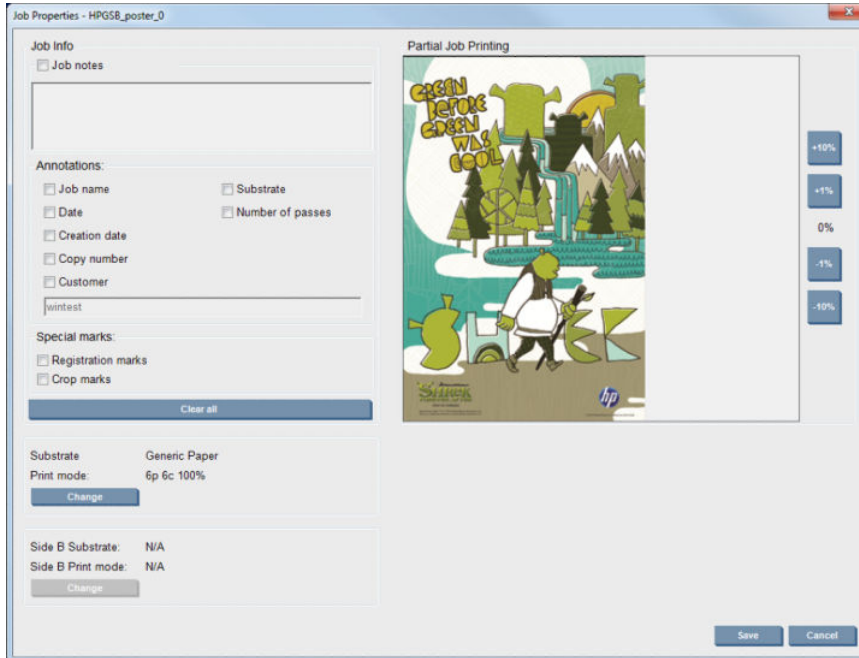 Job Properties - HPGSB_poster_0
Job Info
Job notes
Annotations:
Job name
Substrate
Date
Number of passes
Creation date
Copy number
Customer
wintest
Special marks:
Registration marks
Crop marks
Clear all
Substrate Generic Paper
Print mode: 6p 6c 100%
Change
Side B Substrate: N/A
Side B Print mode: N/A
Change
Partial Job Printing
GREEN
BEFORE
GREEN
WAS
COOL
SHREK
SHREK
hp
+10%
+1%
0%
-1%
-10%
Save Cancel